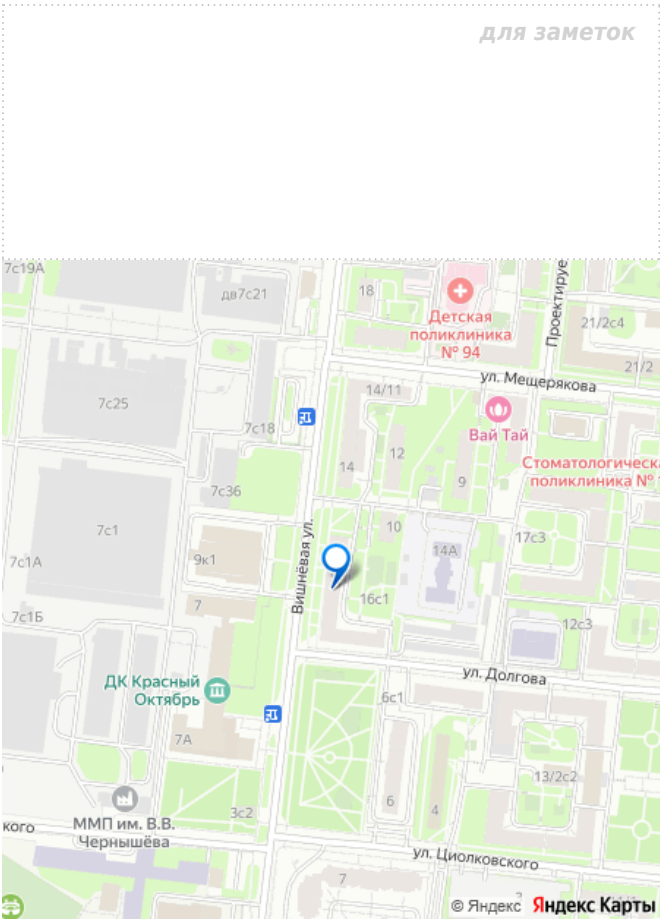 для заметок
7с19А
дв7с21
18
Детская
поликлиника
№ 94
Проектируе
21/2с4
21/2
ул. Мещерякова
14/11
7с25
7с18
Вай Тай
14
12
9
Стоматологическа
поликлиника №
7с36
7с1
10
17с3
14А
9к1
7с1А
Вишнёвая ул.
16с1
7
7с1Б
12с3
ул. Долгова
ДК Красный
Октябрь
6с1
7А
13/2с2
3с2
6
4
ММП им. В.В.
Чернышёва
кого
ул. Циолковского
7
© Яндекс Яндекс Карты